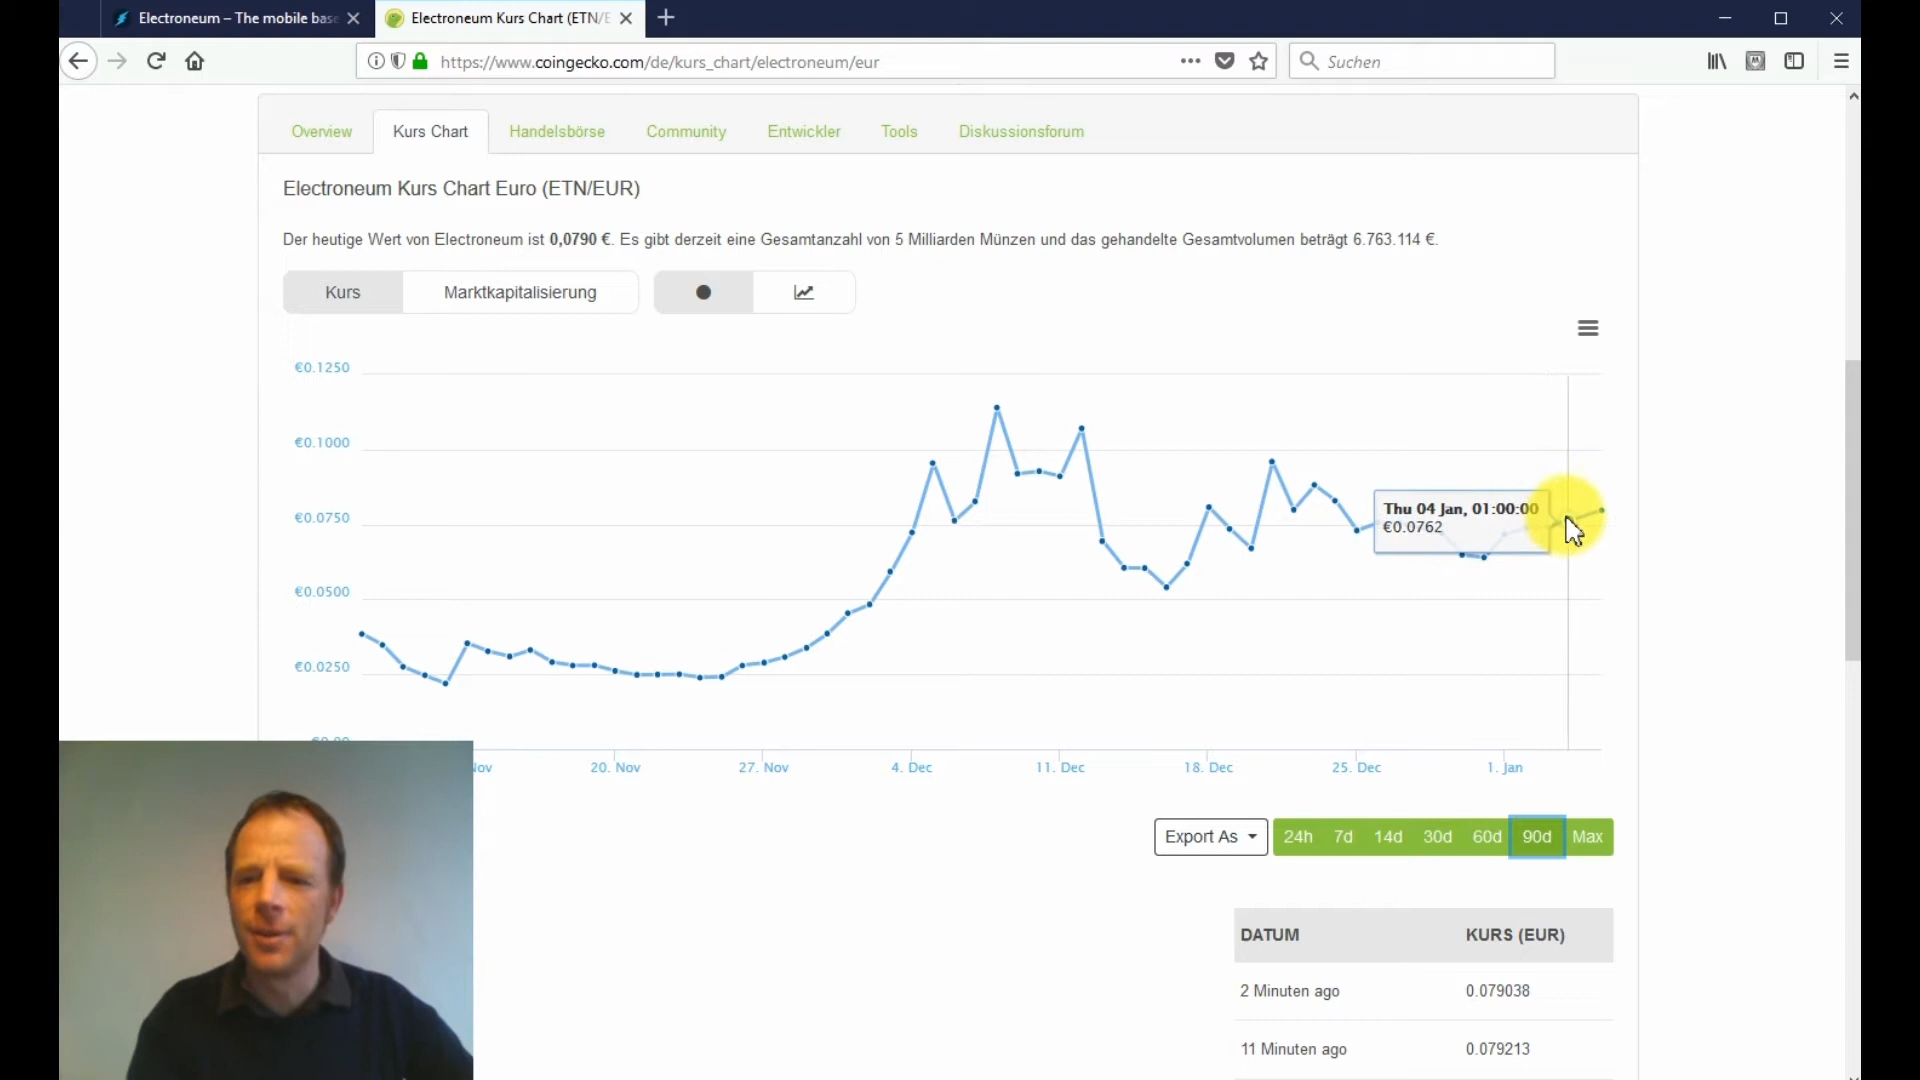 Electroneum – The mobile base
Electroneum Kurs Chart (ETN/E
https://www.coingecko.com/de/kurs_chart/electroneum/eur
Suchen
Overview
Kurs Chart
Handelsbörse
Community
Entwickler
Tools
Diskussionsforum
Electroneum Kurs Chart Euro (ETN/EUR)
Der heutige Wert von Electroneum ist 0,0790 €. Es gibt derzeit eine Gesamtanzahl von 5 Milliarden Münzen und das gehandelte Gesamtvolumen beträgt 6.763.114 €.
Kurs
Marktkapitalisierung
€0.1250
€0.1000
€0.0750
€0.0500
€0.0250
€0.00
Thu 04 Jan, 01:00:00
€0.0762
Nov
20. Nov
27. Nov
4. Dec
11. Dec
18. Dec
25. Dec
1. Jan
Export As
24h
7d
14d
30d
60d
90d
Max
DATUM KURS (EUR)
2 Minuten ago 0.079038
11 Minuten ago 0.079213